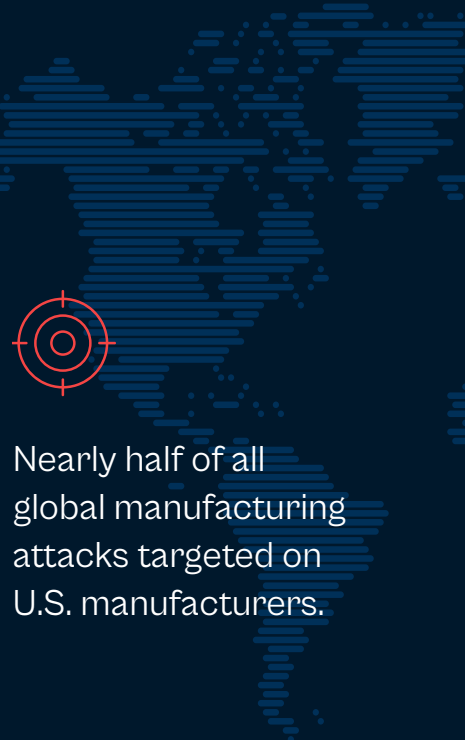 Nearly half of all
global manufacturing
attacks targeted on
U.S. manufacturers.